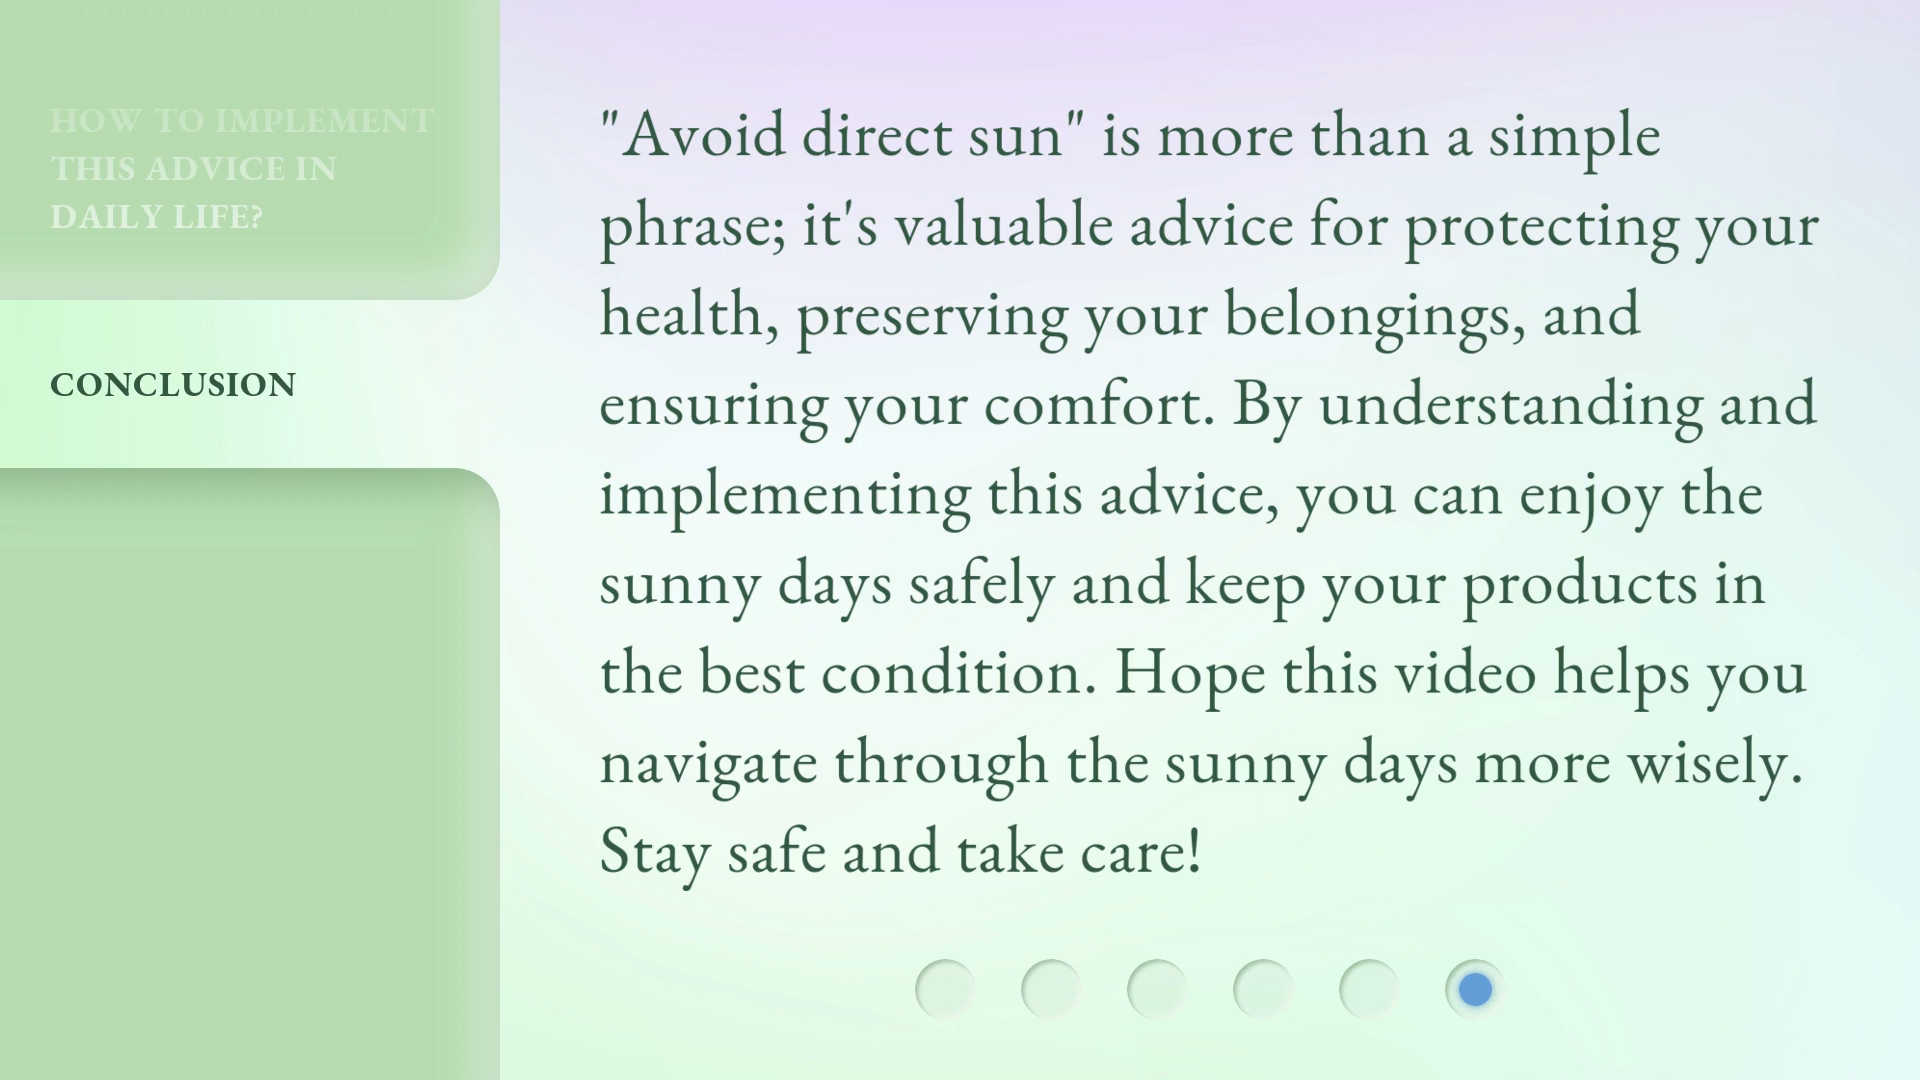 HOW TO IMPLEMENT
THIS ADVICE IN
DAILY LIFE?
CONCLUSION
"Avoid direct sun" is more than a simple
phrase; it's valuable advice for protecting your
health, preserving your belongings, and
ensuring your comfort. By understanding and
implementing this advice, you can enjoy the
sunny days safely and keep your products in
the best condition. Hope this video helps you
navigate through the sunny days more wisely.
Stay safe and take care!